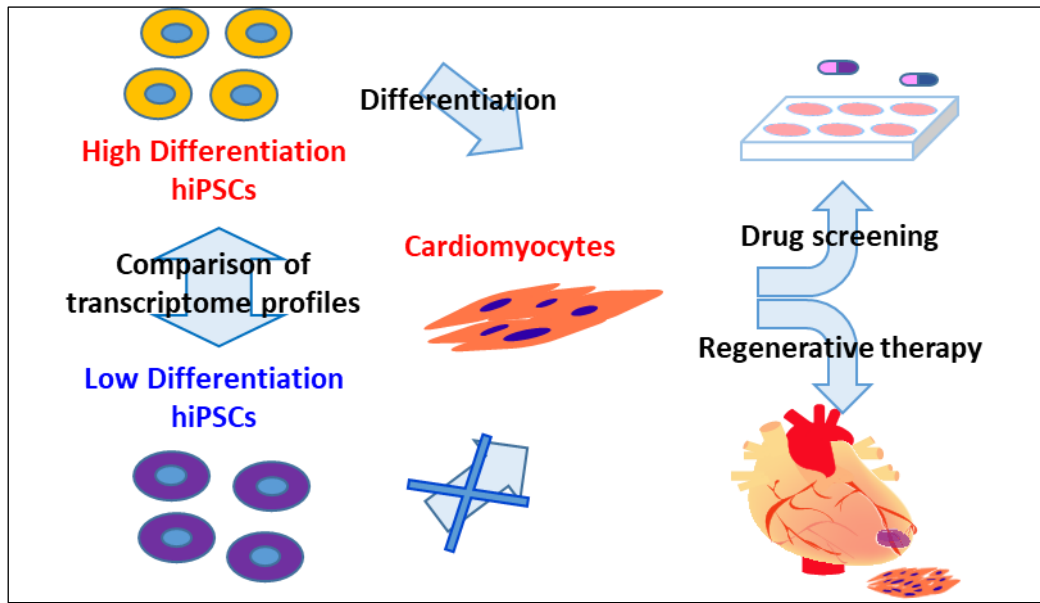 High Differentiation
hiPSCs
Comparison of
transcriptome profiles
Low Differentiation
hiPSCs
Differentiation
Cardiomyocytes
Drug screening
Regenerative therapy